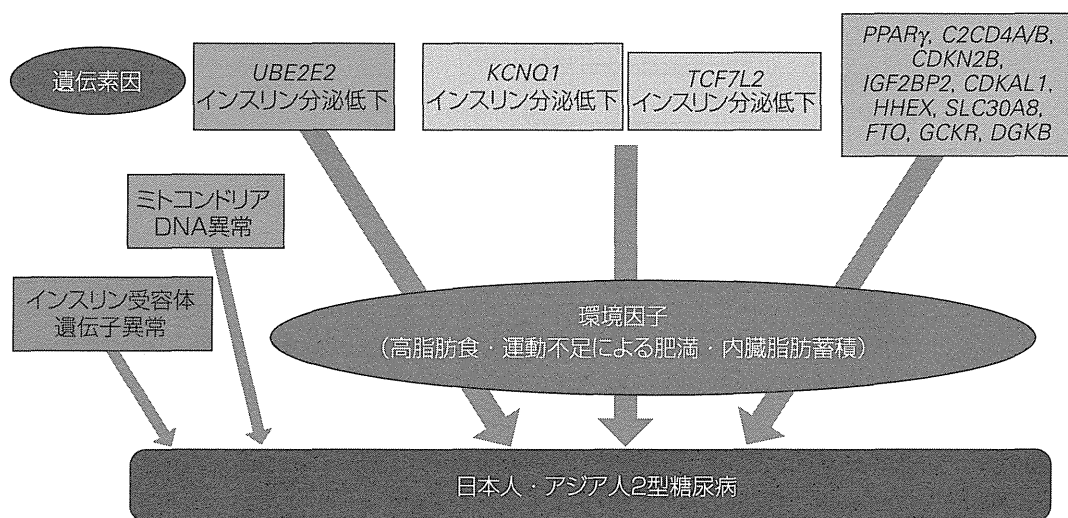 遺伝素因
UBE2E2
インスリン分泌低下
KCNQ1
インスリン分泌低下
TCF7L2
インスリン分泌低下
PPARγ, C2CD4A/B,
CDKN2B,
IGF2BP2, CDKAL1,
HHEX, SLC30A8,
FTO, GCKR, DGKB
ミトコンドリア
DNA異常
インスリン受容体
遺伝子異常
環境因子
（高脂肪食・運動不足による肥満・内臓脂肪蓄積）
日本人・アジア人2型糖尿病